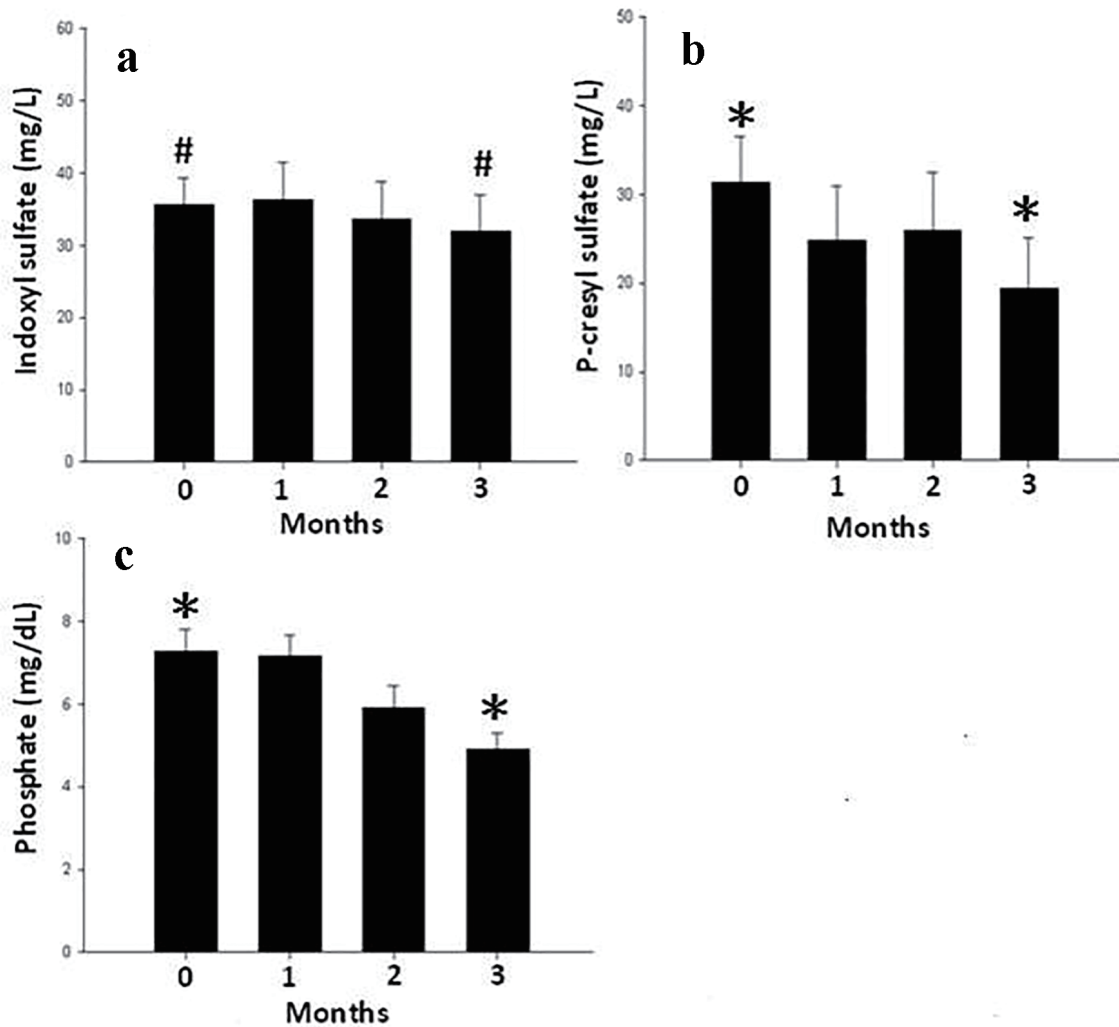 a
Indoxyl sulfate (mg/L)
60
50
40
30
20
10
0
# #
0 1 2 3
Months
b
P-cresyl sulfate (mg/L)
50
40
30
20
10
0
* *
0 1 2 3
Months
c
Phosphate (mg/dL)
10
8
6
4
2
0
* *
0 1 2 3
Months